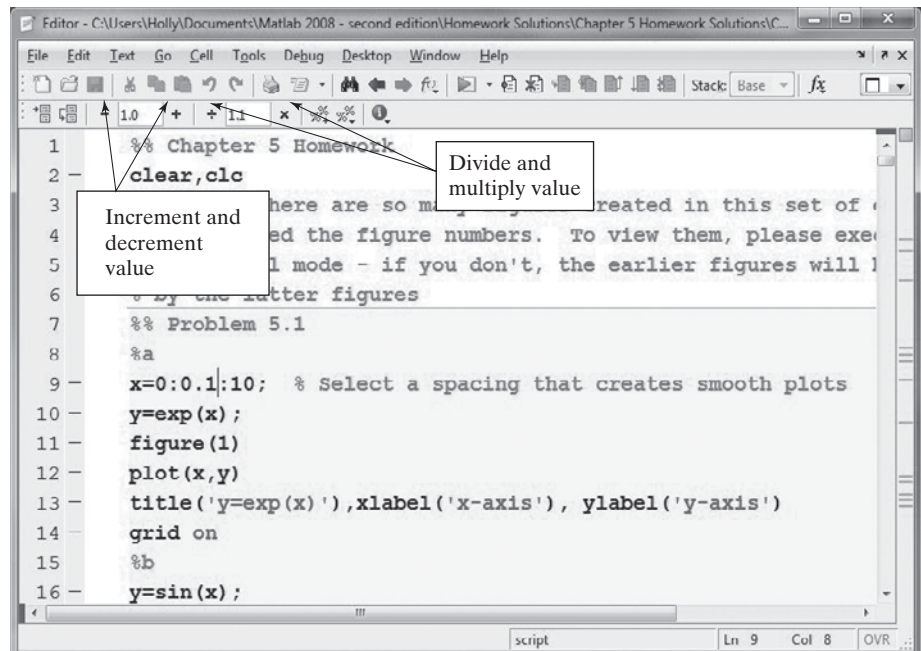 Editor - C:\Users\Holly\Documents\Matlab 2008 - second edition\Homework Solutions\Chapter 5 Homework Solutions\C...
File Edit Text Go Cell Tools Debug Desktop Window Help
Stack: Base fx
1.0 + ÷ 1.1 ×
1 %% Chapter 5 Homework
2 – clear,clc
Divide and
multiply value
Increment and
decrement
value
3 here are so created in this set of
4 ed the figure numbers. To view them, please exe
5 l mode - if you don't, the earlier figures will
6 % by the latter figures
7 %% Problem 5.1
8 %a
9 – x=0:0.1:10; % Select a spacing that creates smooth plots
10 – y=exp(x);
11 – figure(1)
12 – plot(x,y)
13 – title('y=exp(x)'),xlabel('x-axis'), ylabel('y-axis')
14 – grid on
15 %b
16 – y=sin(x);
script Ln 9 Col 8 OVR